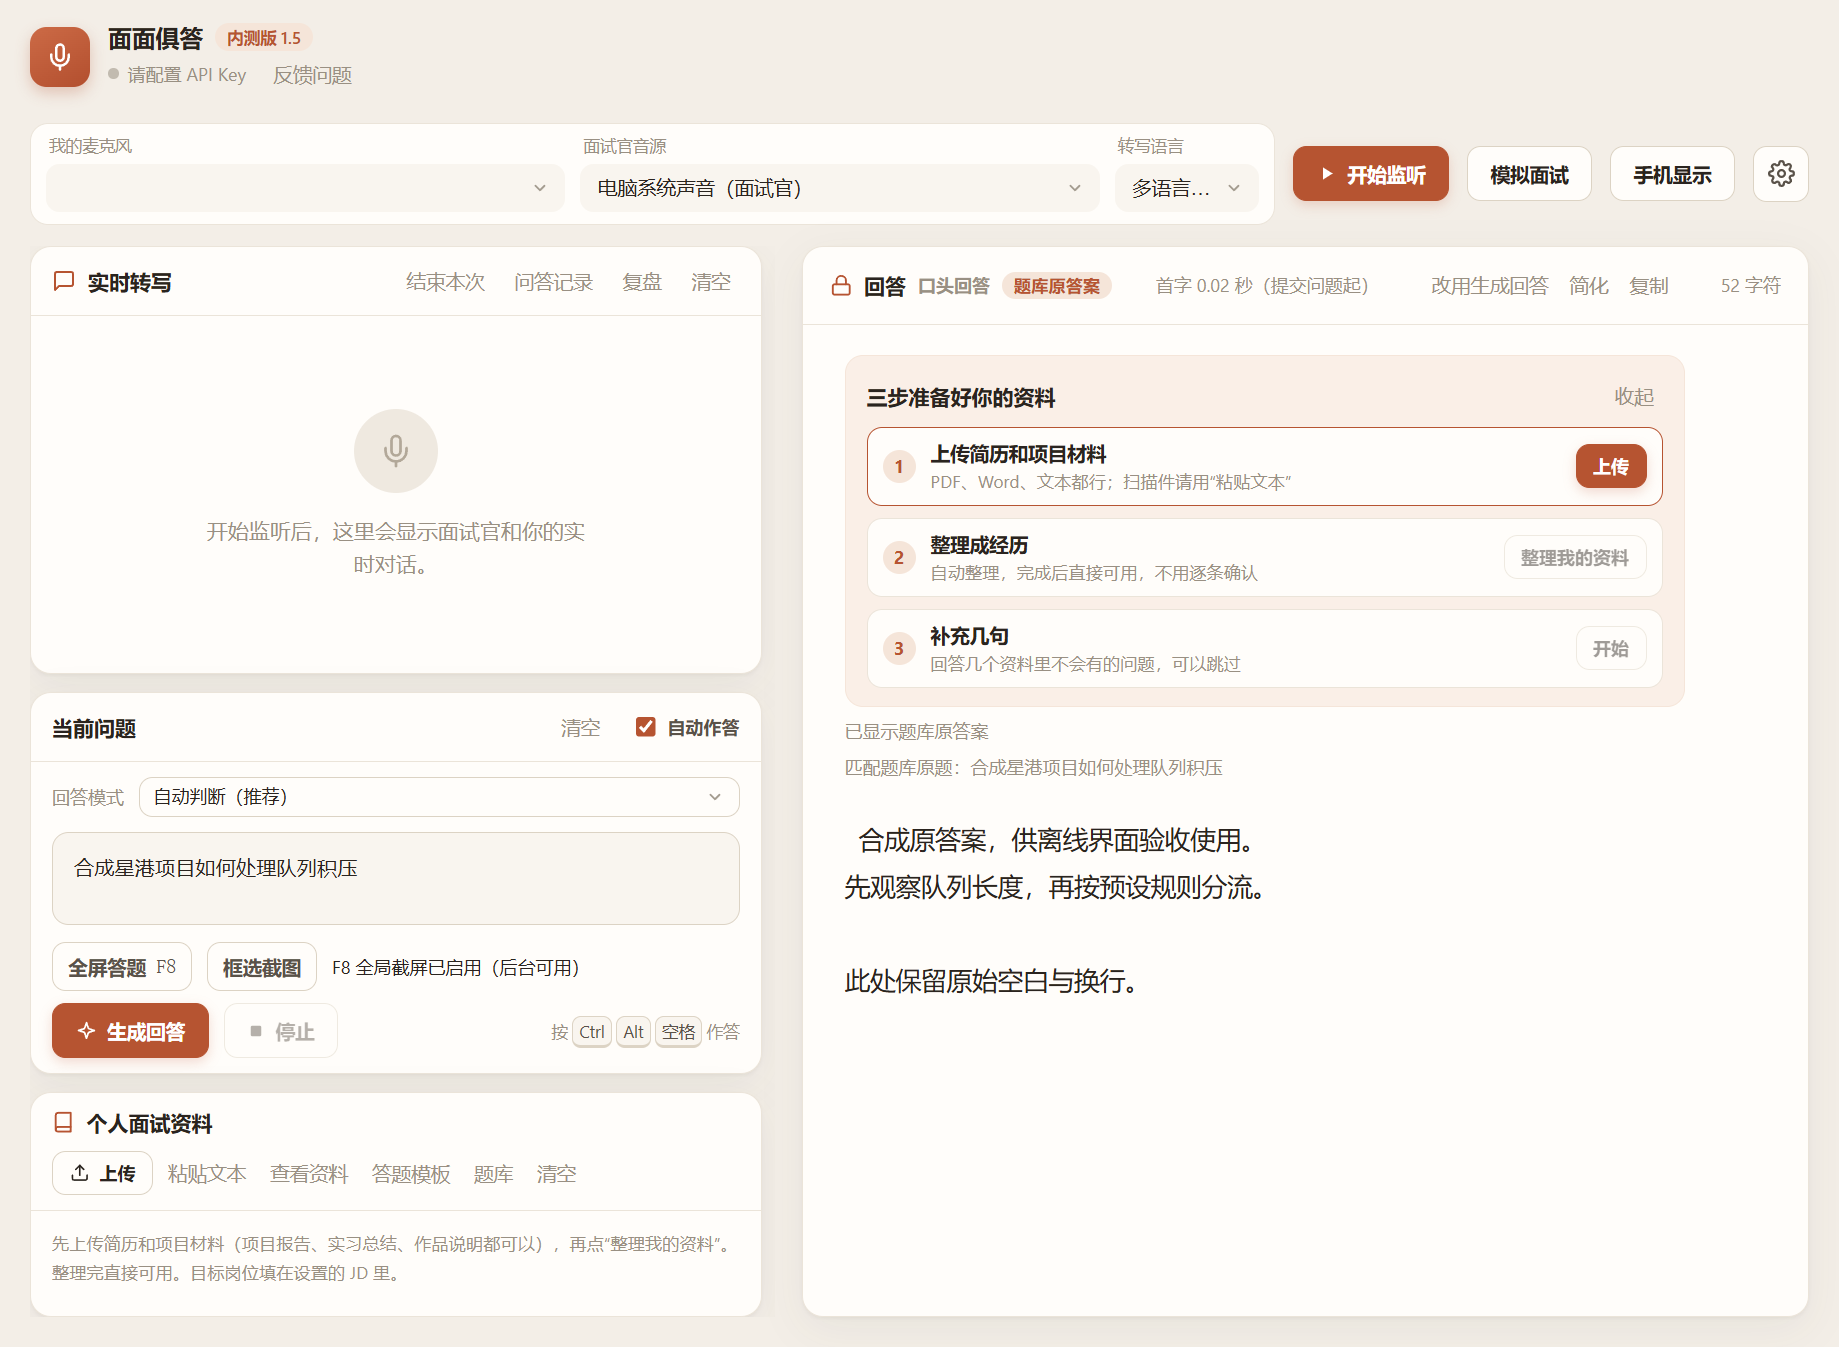 面面俱答 内测版 1.5
请配置 API Key 反馈问题
我的麦克风 面试官音源 转写语言
电脑系统声音（面试官） 多语言...
开始监听 模拟面试 手机显示
实时转写 结束本次 问答记录 复盘 清空
开始监听后，这里会显示面试官和你的实
时对话。
当前问题 清空 自动作答
回答模式 自动判断（推荐）
合成星港项目如何处理队列积压
全屏答题 F8 框选截图 F8 全局截屏已启用（后台可用）
生成回答 停止 按 Ctrl Alt 空格 作答
个人面试资料
上传 粘贴文本 查看资料 答题模板 题库 清空
先上传简历和项目材料（项目报告、实习总结、作品说明都可以），再点“整理我的资料”。
整理完直接可用。目标岗位填在设置的 JD 里。
回答 口头回答 题库原答案 首字 0.02 秒（提交问题起） 改用生成回答 简化 复制 52 字符
三步准备好你的资料 收起
1 上传简历和项目材料
PDF、Word、文本都行；扫描件请用“粘贴文本”
上传
2 整理成经历
自动整理，完成后直接可用，不用逐条确认
整理我的资料
3 补充几句
回答几个资料里不会有的问题，可以跳过
开始
已显示题库原答案
匹配题库原题：合成星港项目如何处理队列积压
合成原答案，供离线界面验收使用。
先观察队列长度，再按预设规则分流。
此处保留原始空白与换行。